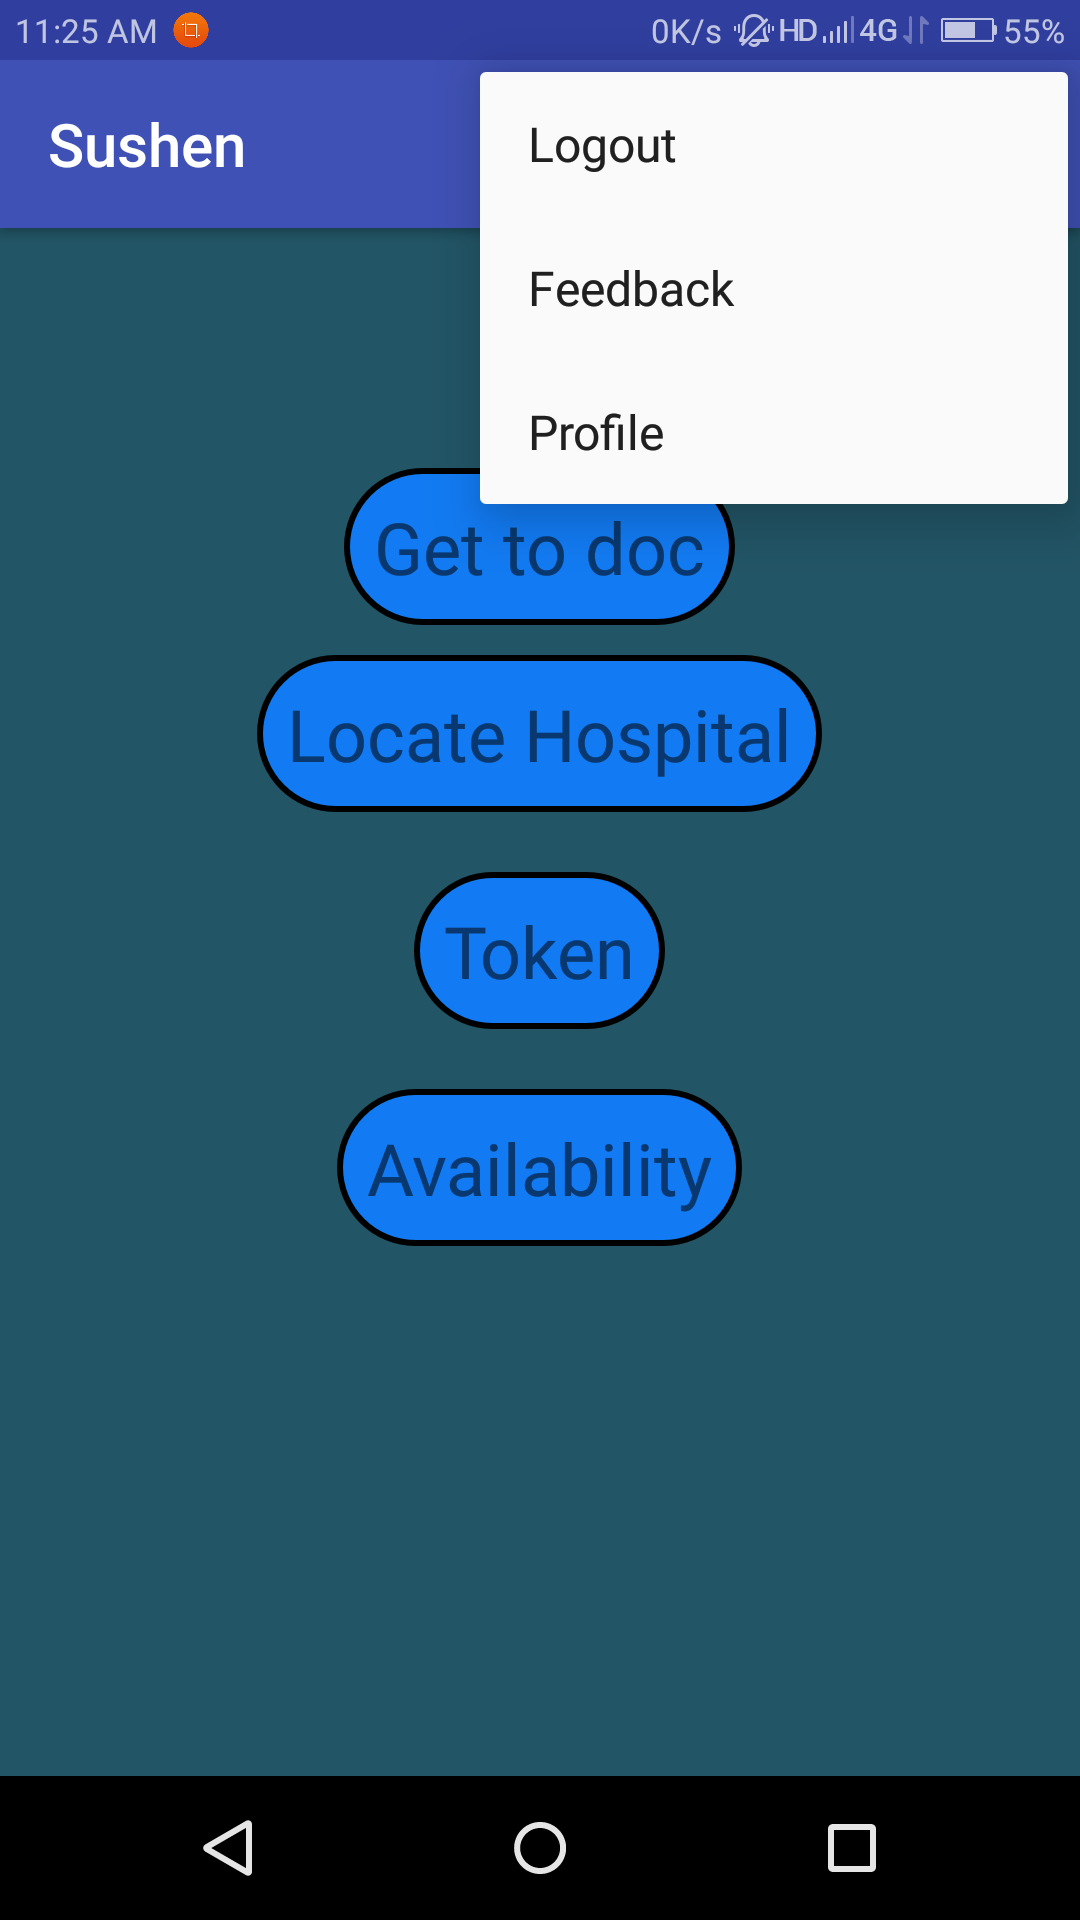 11:25 AM 0K/s HD 4G 55%
Sushen
Logout
Feedback
Profile
Get to doc
Locate Hospital
Token
Availability